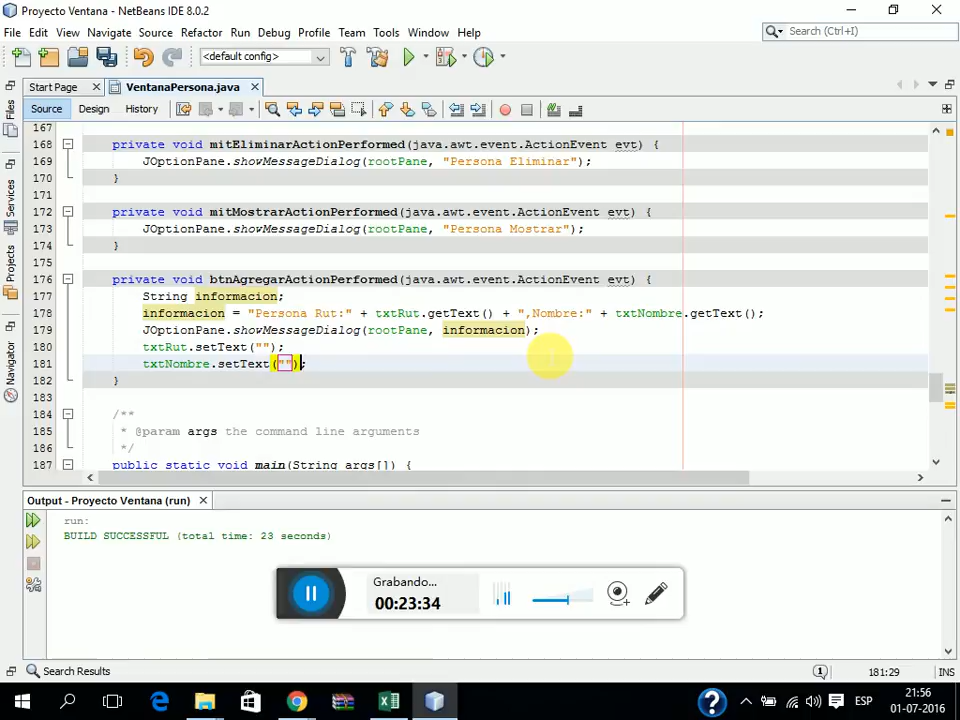 Proyecto Ventana - NetBeans IDE 8.0.2
File Edit View Navigate Source Refactor Run Debug Profile Team Tools Window Help
Search (Ctrl+I)
<default config>
Start Page VentanaPersona.java
Source Design History
Files
Services
Projects
Navigator
167
168 private void mitEliminarActionPerformed(java.awt.event.ActionEvent evt) {
169 JOptionPane.showMessageDialog(rootPane, "Persona Eliminar");
170 }
171
172 private void mitMostrarActionPerformed(java.awt.event.ActionEvent evt) {
173 JOptionPane.showMessageDialog(rootPane, "Persona Mostrar");
174 }
175
176 private void btnAgregarActionPerformed(java.awt.event.ActionEvent evt) {
177 String informacion;
178 informacion = "Persona Rut:" + txtRut.getText() + ",Nombre:" + txtNombre.getText();
179 JOptionPane.showMessageDialog(rootPane, informacion);
180 txtRut.setText("");
181 txtNombre.setText("");
182 }
183
184 /**
185 * @param args the command line arguments
186 */
187 public static void main(String args[]) {
Output - Proyecto Ventana (run)
run:
BUILD SUCCESSFUL (total time: 23 seconds)
Grabando...
00:23:34
Search Results
1
181:29 INS
ESP
21:56
01-07-2016